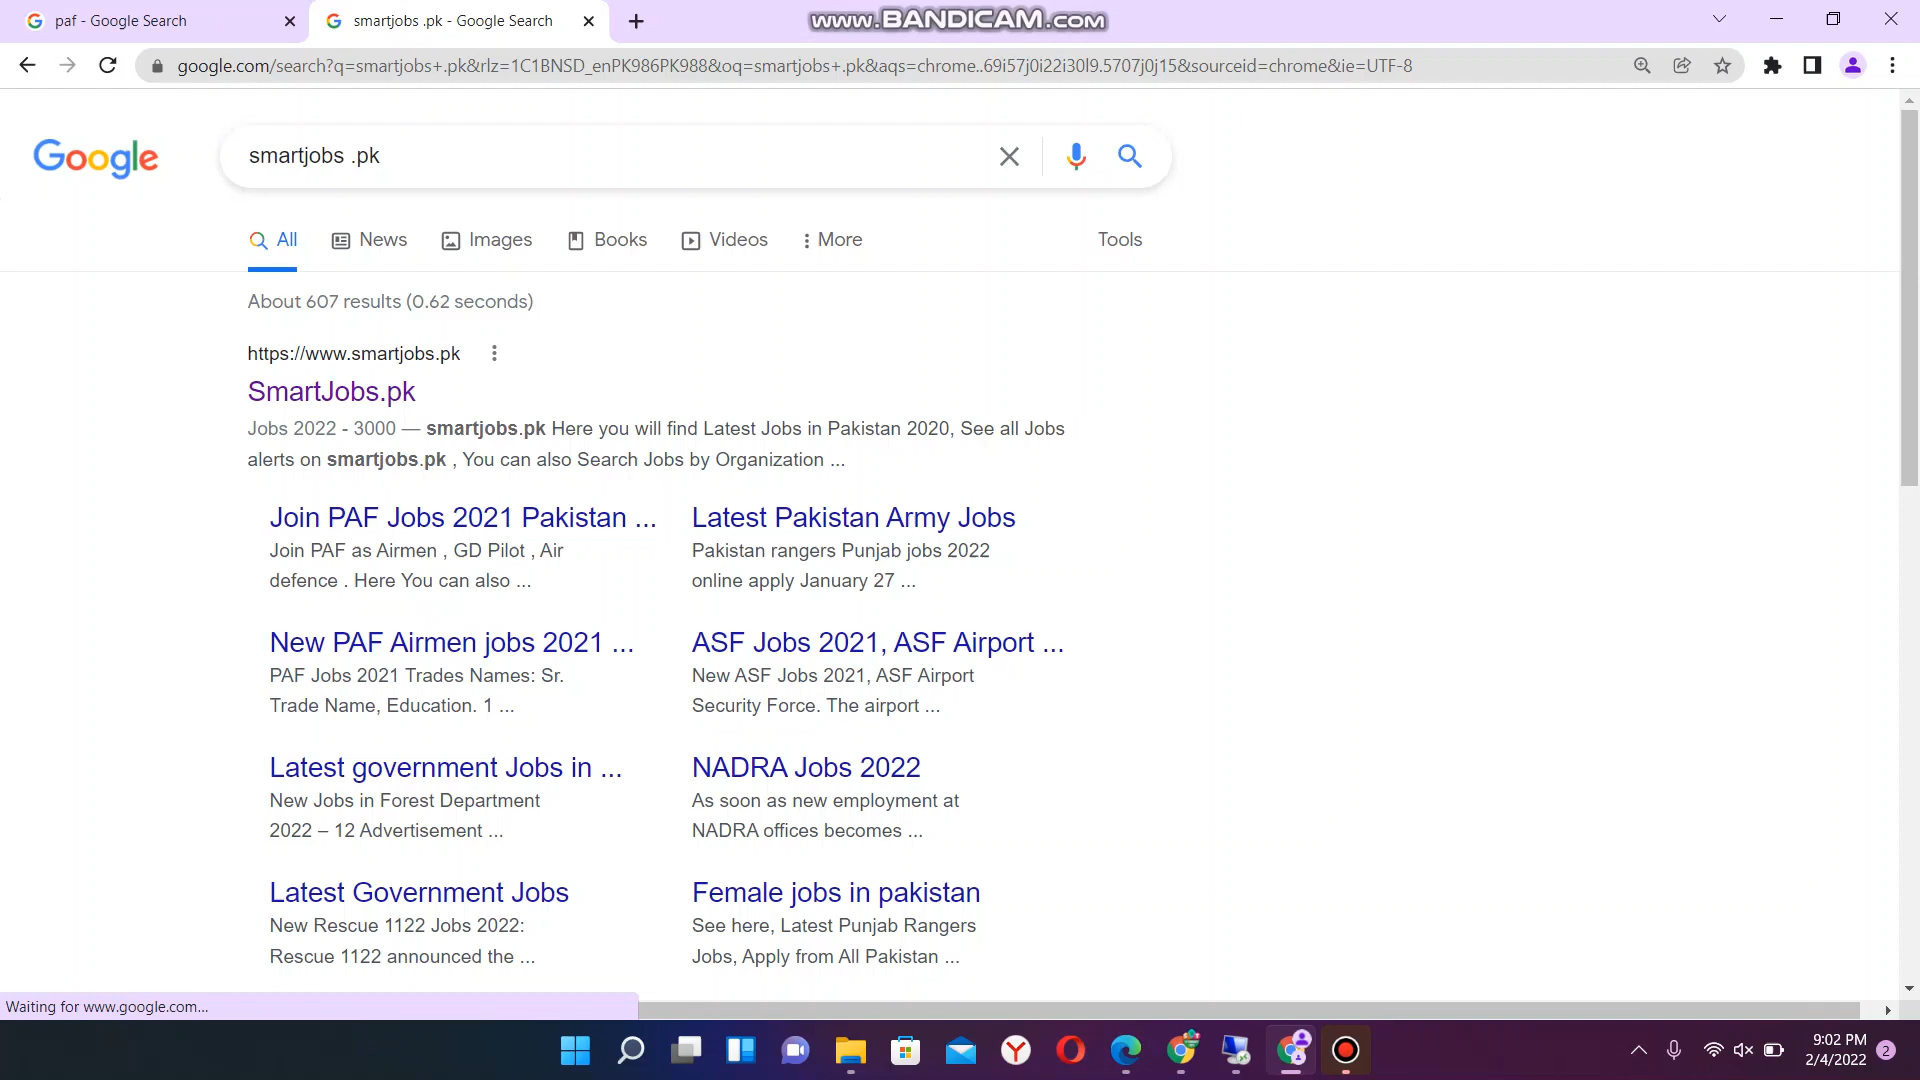 paf - Google Search
smartjobs .pk - Google Search
www.BANDICAM.com
google.com/search?q=smartjobs+.pk&rlz=1C1BNSD_enPK986PK988&oq=smartjobs+.pk&aqs=chrome..69i57j0i22i30l9.5707j0j15&sourceid=chrome&ie=UTF-8
Google
smartjobs .pk
All
News
Images
Books
Videos
More
Tools
About 607 results (0.62 seconds)
https://www.smartjobs.pk
SmartJobs.pk
Jobs 2022 - 3000 — smartjobs.pk Here you will find Latest Jobs in Pakistan 2020, See all Jobs
alerts on smartjobs.pk , You can also Search Jobs by Organization ...
Join PAF Jobs 2021 Pakistan ...
Join PAF as Airmen , GD Pilot , Air
defence . Here You can also ...
Latest Pakistan Army Jobs
Pakistan rangers Punjab jobs 2022
online apply January 27 ...
New PAF Airmen jobs 2021 ...
PAF Jobs 2021 Trades Names: Sr.
Trade Name, Education. 1 ...
ASF Jobs 2021, ASF Airport ...
New ASF Jobs 2021, ASF Airport
Security Force. The airport ...
Latest government Jobs in ...
New Jobs in Forest Department
2022 – 12 Advertisement ...
NADRA Jobs 2022
As soon as new employment at
NADRA offices becomes ...
Latest Government Jobs
New Rescue 1122 Jobs 2022:
Rescue 1122 announced the ...
Female jobs in pakistan
See here, Latest Punjab Rangers
Jobs, Apply from All Pakistan ...
Waiting for www.google.com...
9:02 PM
2/4/2022
2